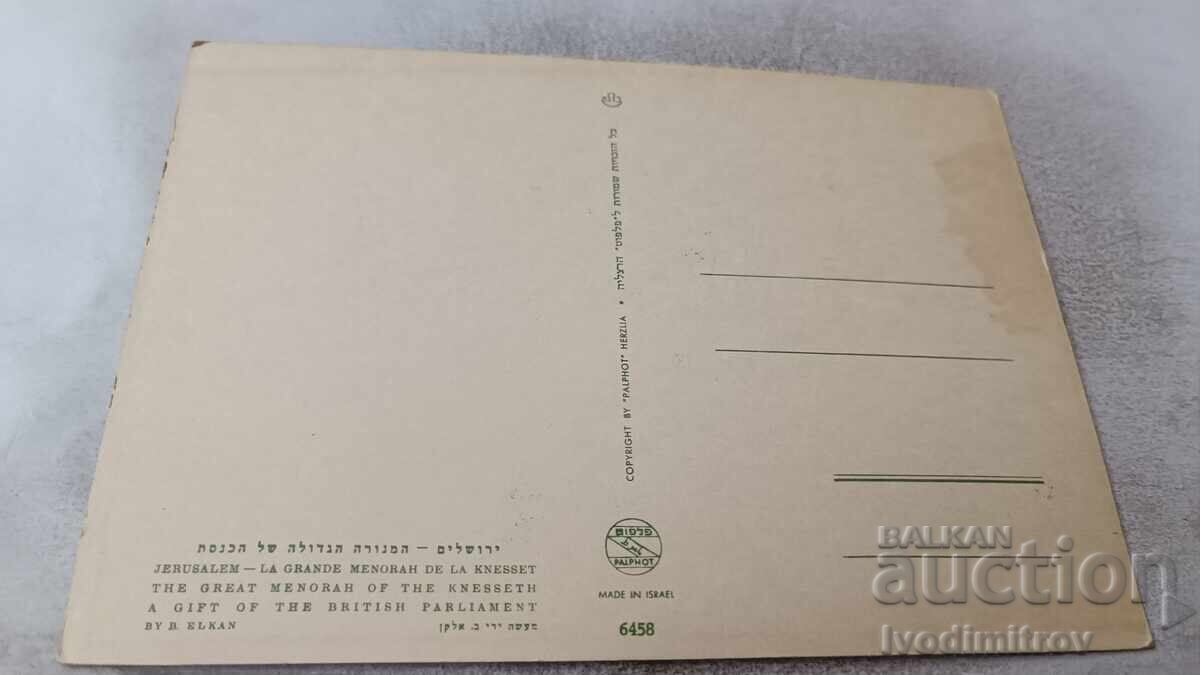 ירושלים — המנורה הגדולה של הכנסת
JERUSALEM — LA GRANDE MENORAH DE LA KNESSET
THE GREAT MENORAH OF THE KNESSETH
A GIFT OF THE BRITISH PARLIAMENT
BY B. ELKAN מעשה ידי ב. אלקן
COPYRIGHT BY "PALPHOT" HERZLIA • כל הזכויות שמורות ל"פלפוט" הרצליה
פלפוט
PALPHOT
MADE IN ISRAEL
6458
BALKAN
auction
Ivodimitrov